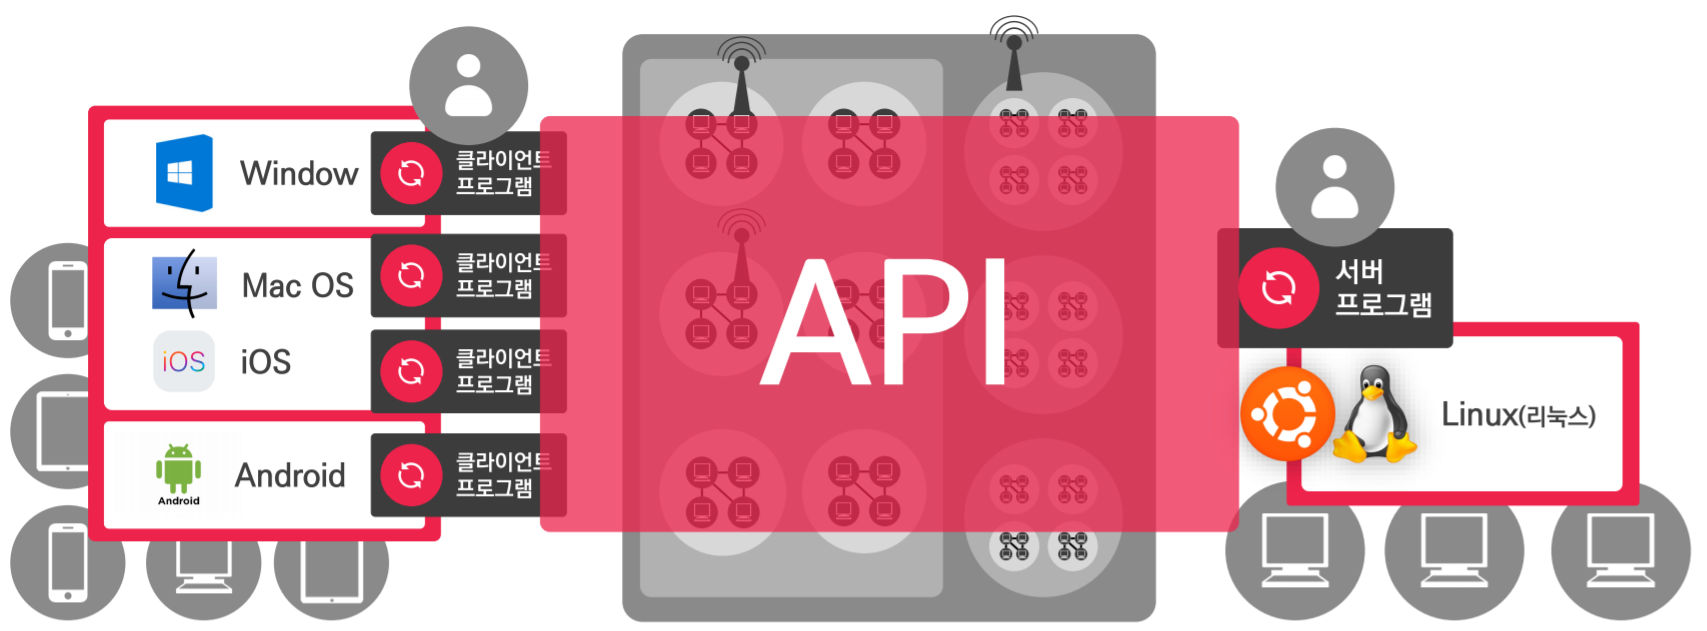 Window
클라이언트
프로그램
Mac OS
클라이언트
프로그램
iOS
iOS
클라이언트
프로그램
Android
Android
클라이언트
프로그램
API
서버
프로그램
Linux(리눅스)